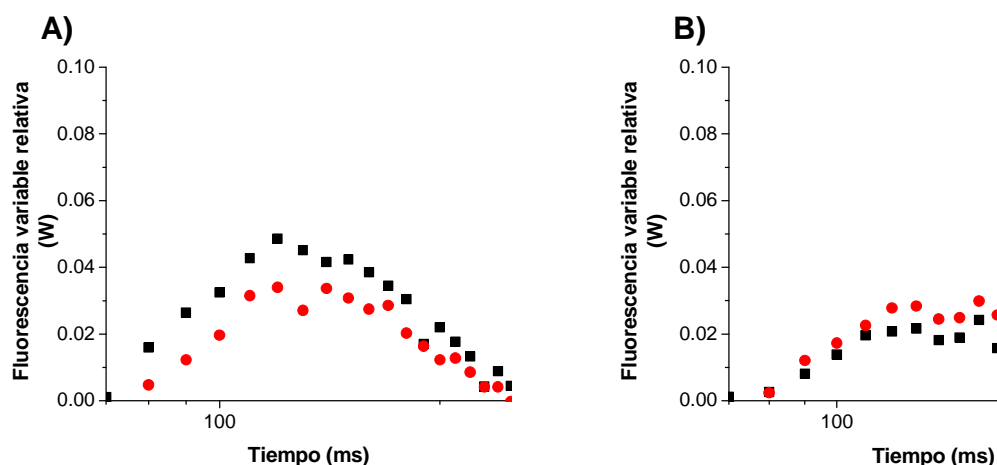 A)
Fluorescencia variable relativa
(W)
0.10
0.08
0.06
0.04
0.02
0.00
100
Tiempo (ms)
B)
Fluorescencia variable relativa
(W)
0.10
0.08
0.06
0.04
0.02
0.00
100
Tiempo (ms)